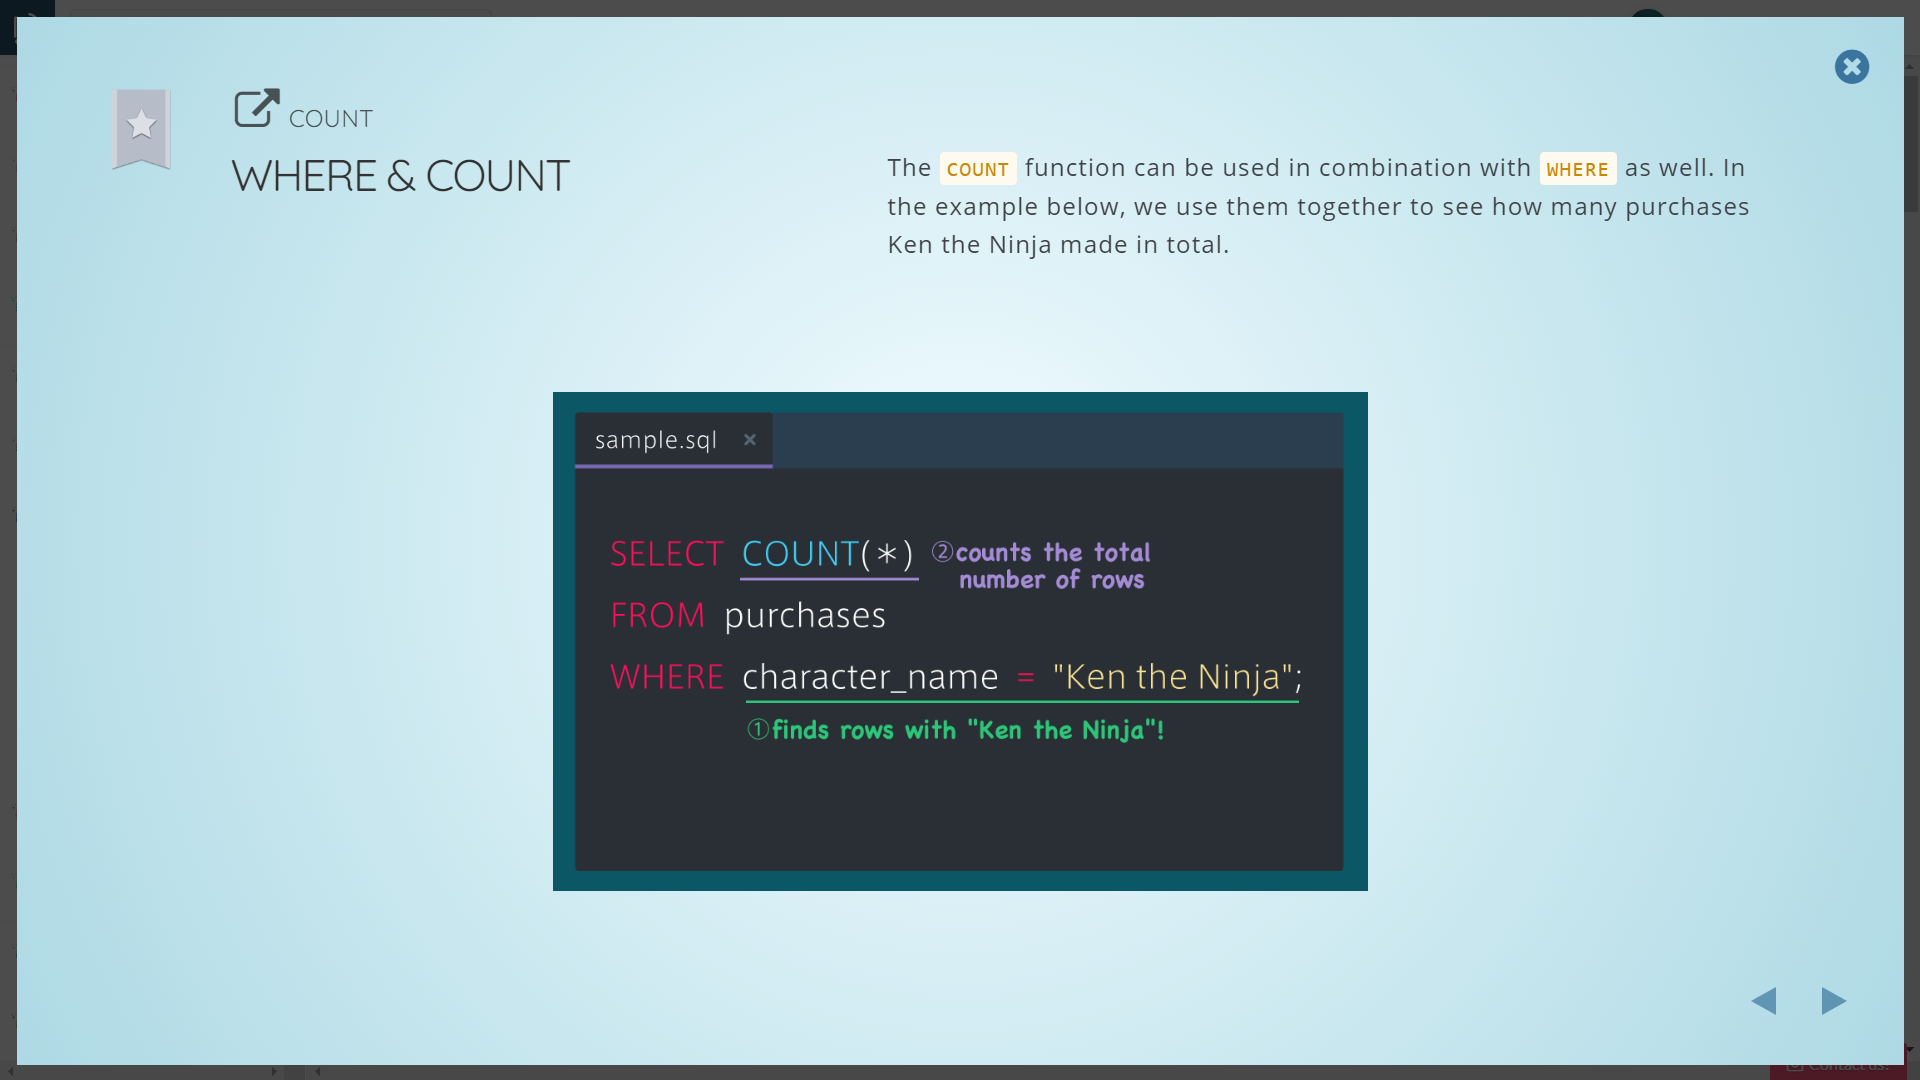 COUNT
WHERE & COUNT
The COUNT function can be used in combination with WHERE as well. In
the example below, we use them together to see how many purchases
Ken the Ninja made in total.
sample.sql ×
SELECT COUNT(*) ②counts the total
number of rows
FROM purchases
WHERE character_name = "Ken the Ninja";
①finds rows with "Ken the Ninja"!
Contact us!